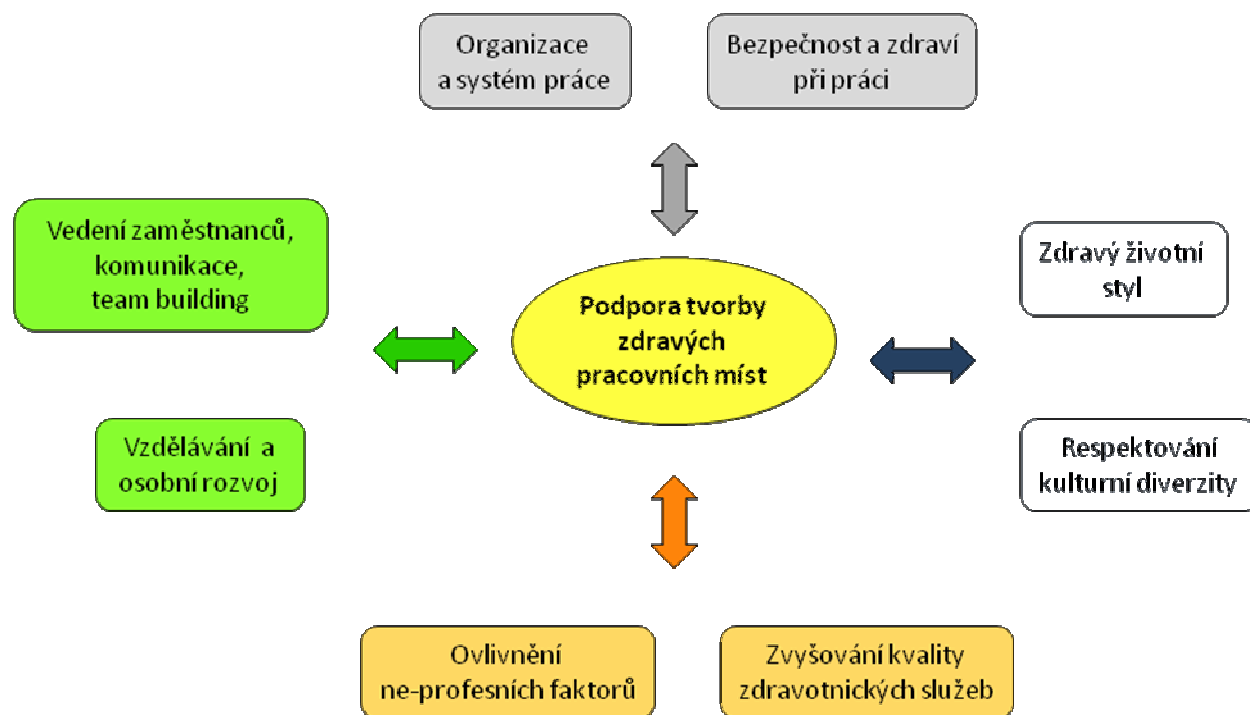 Organizace
a systém práce
Bezpečnost a zdraví
při práci
Vedení zaměstnanců,
komunikace,
team building
Zdravý životní
styl
Podpora tvorby
zdravých
pracovních míst
Vzdělávání a
osobní rozvoj
Respektování
kulturní diverzity
Ovlivnění
ne-profesních faktorů
Zvyšování kvality
zdravotnických služeb